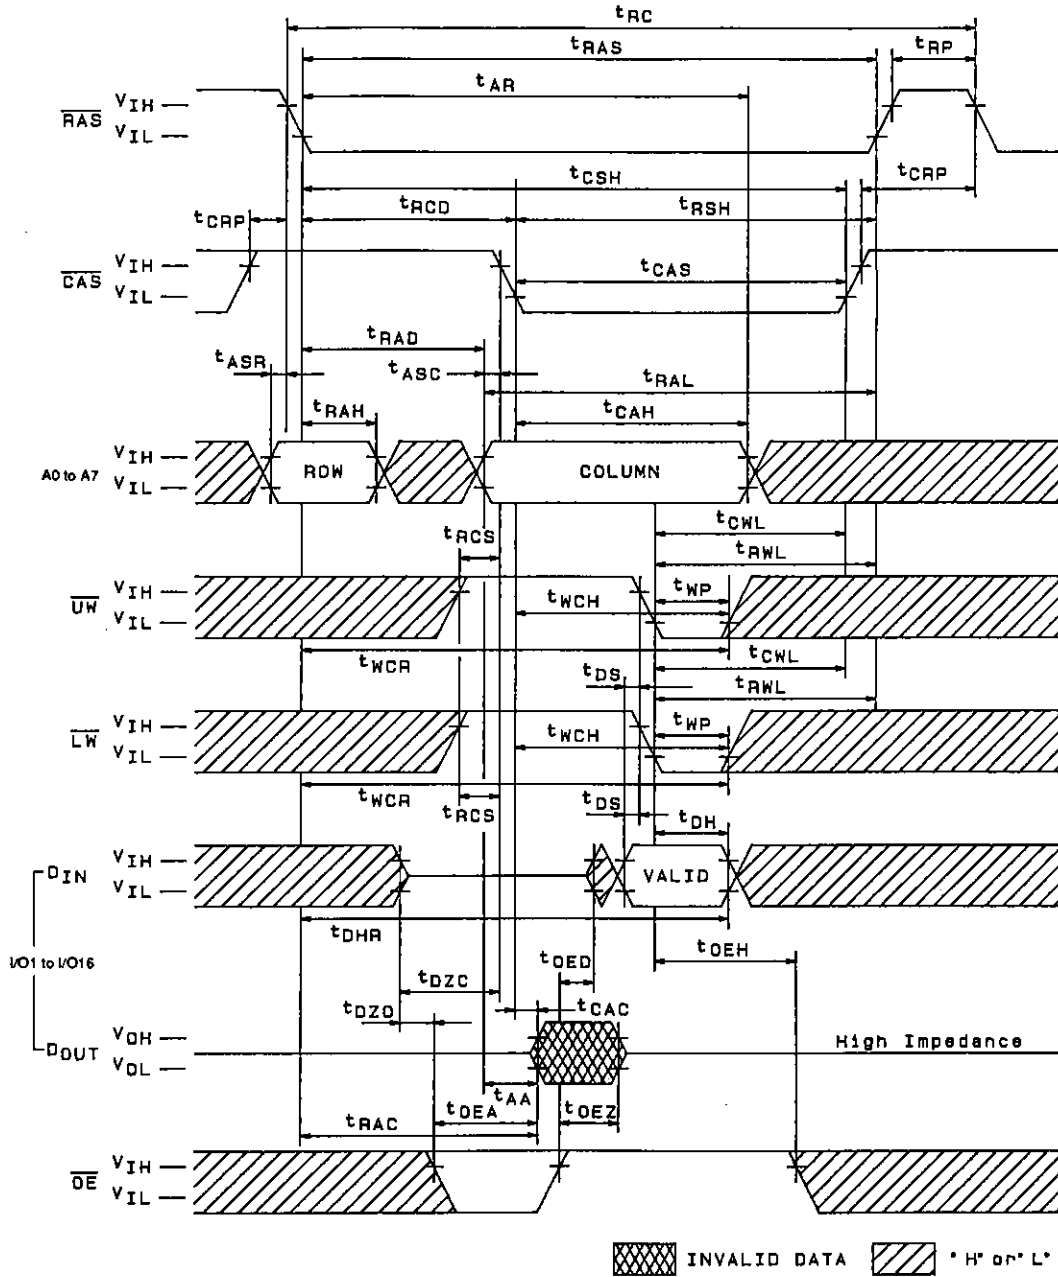 tRC
tRAS
tRP
tAR
RAS VIH
VIL
tCSH
tCRP
tCRP
tRCD
tRSH
CAS VIH
VIL
tCAS
tRAD
tASR
tASC
tRAL
tRAH
tCAH
A0 to A7 VIH
VIL
ROW
COLUMN
tCWL
tRCS
tRWL
UW VIH
VIL
tWP
tWCH
tWCR
tCWL
tDS
tRWL
LW VIH
VIL
tWP
tWCH
tWCR
tRCS
tDS
tDH
DIN VIH
VIL
VALID
tDHR
tOEH
I/O1 to I/O16
tOED
tDZC
tDZO
tCAC
DOUT VOH
VOL
High Impedance
tAA
tOEA
tOEZ
tRAC
OE VIH
VIL
INVALID DATA
"H" or "L"